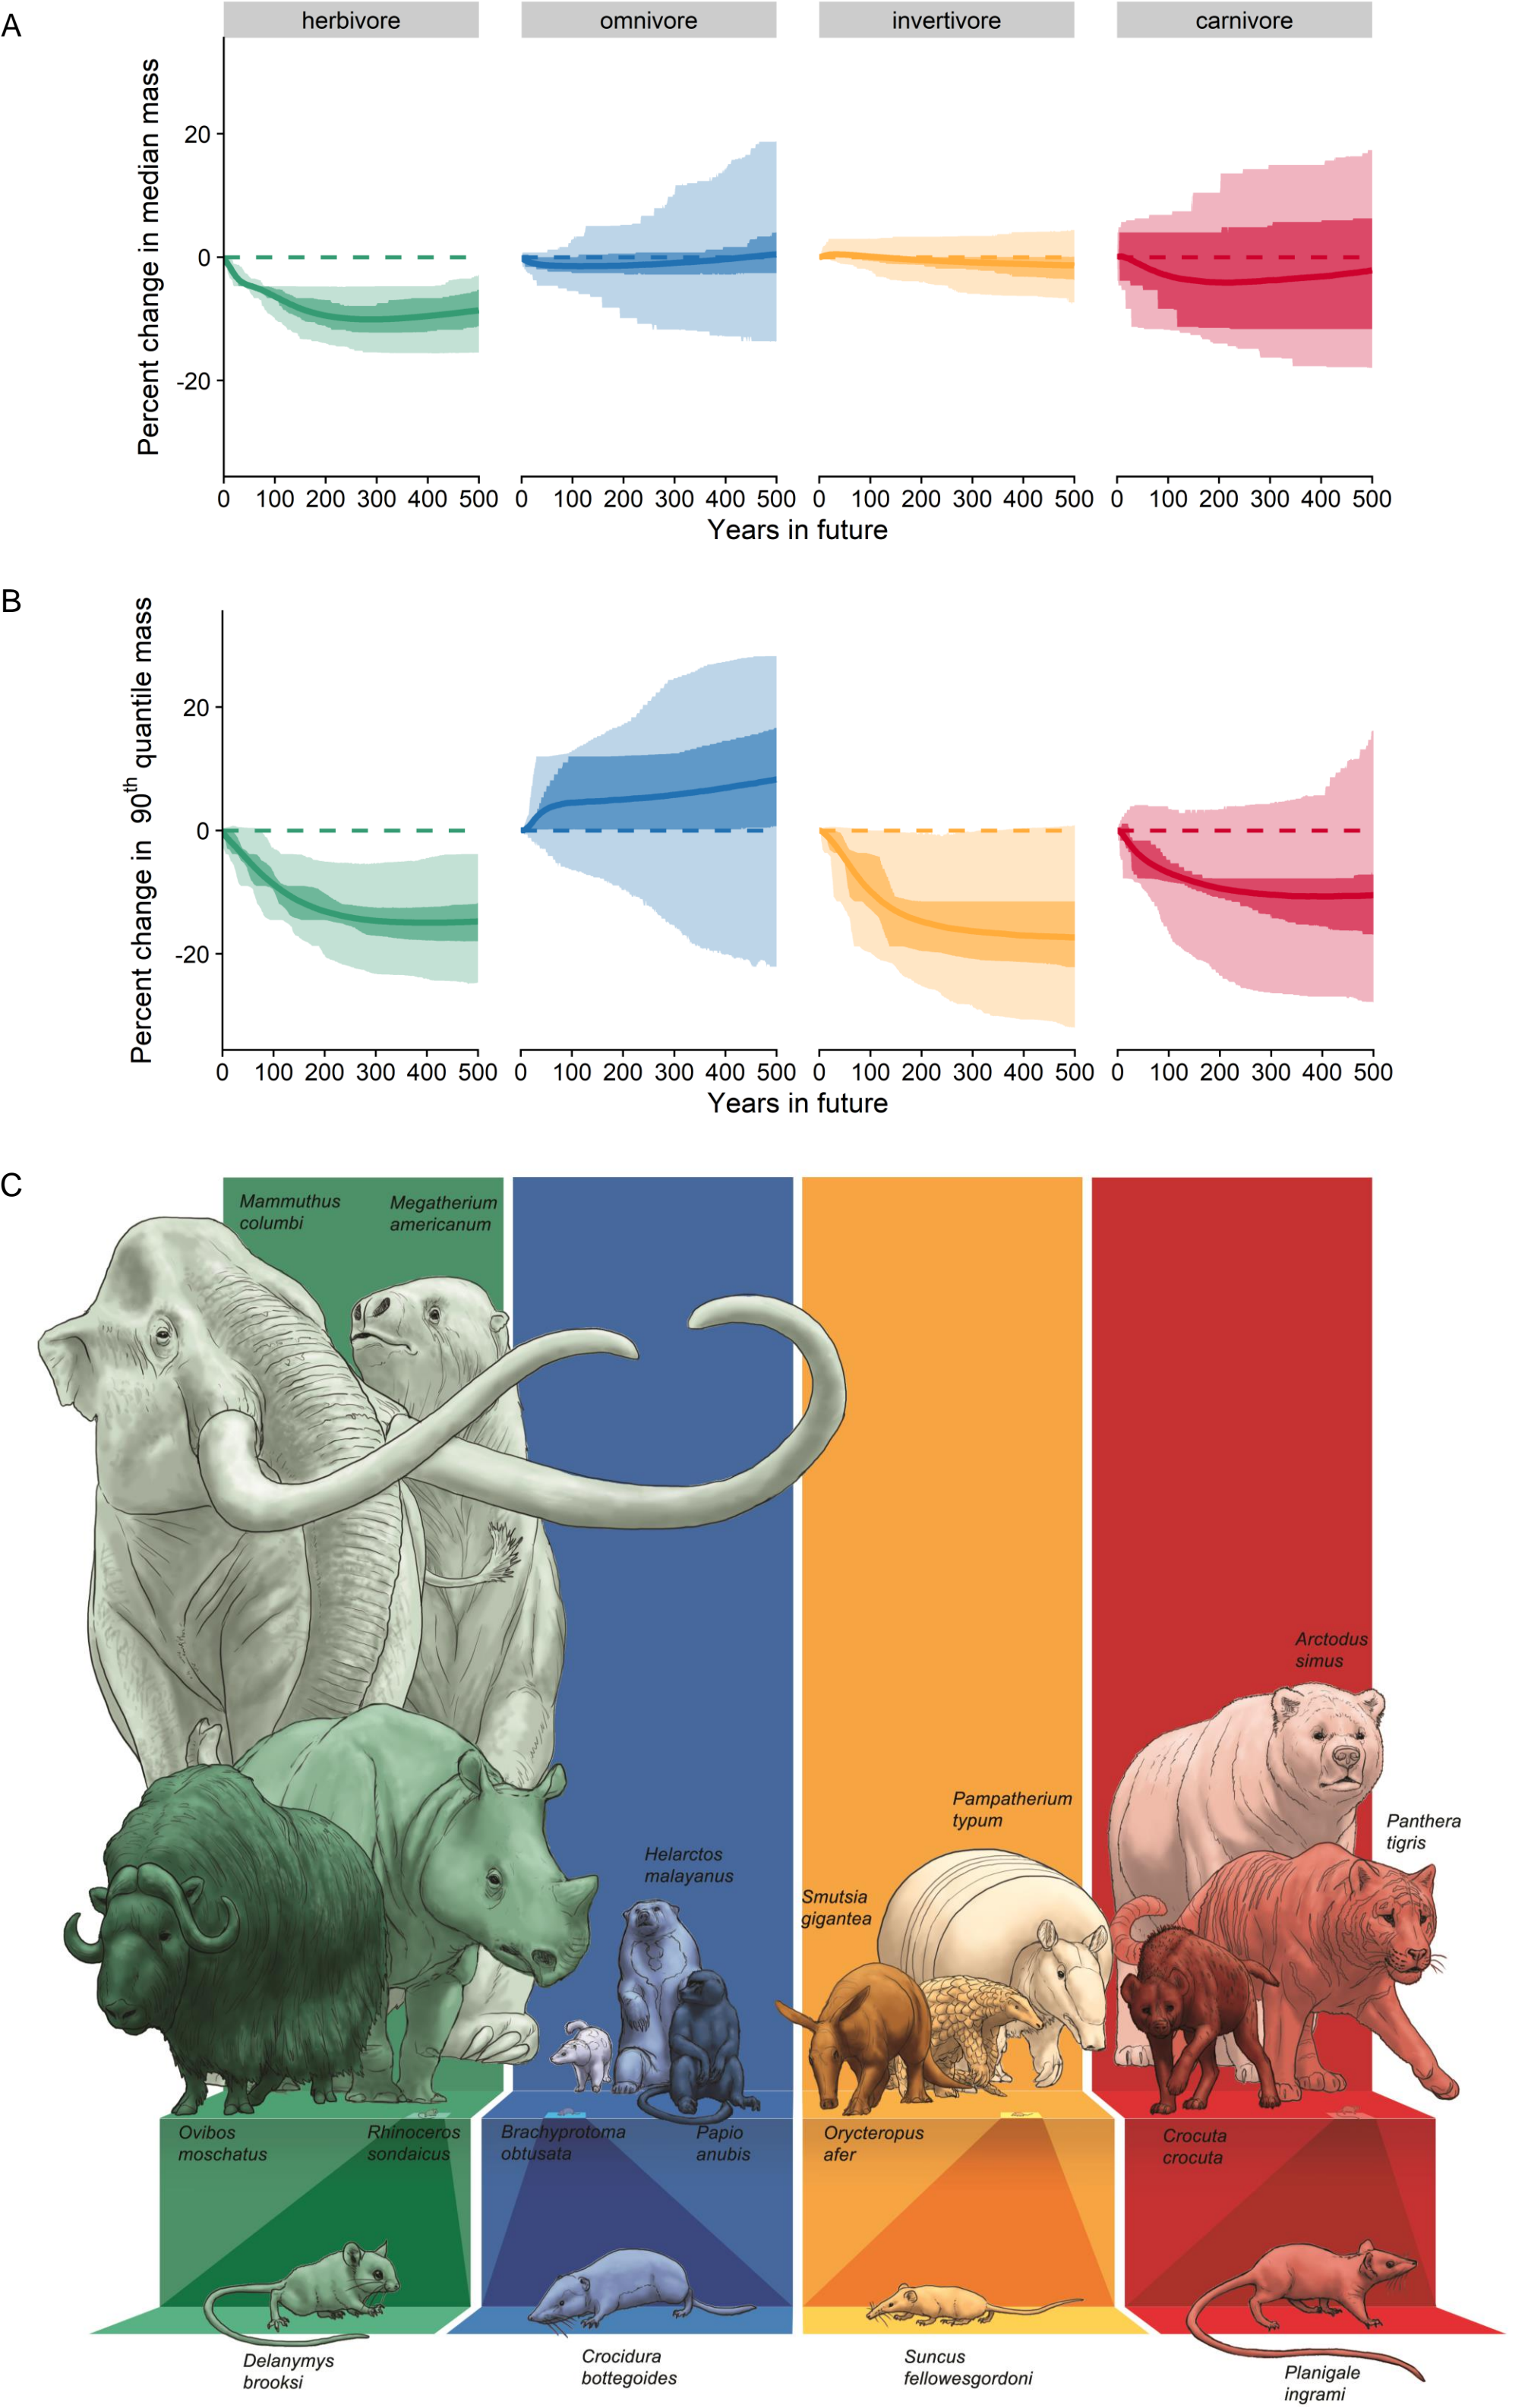 A
herbivore
omnivore
invertivore
carnivore
Percent change in median mass
20
0
-20
0 100 200 300 400 500
0 100 200 300 400 500
0 100 200 300 400 500
0 100 200 300 400 500
Years in future
B
Percent change in 90th quantile mass
20
0
-20
0 100 200 300 400 500
0 100 200 300 400 500
0 100 200 300 400 500
0 100 200 300 400 500
Years in future
C
Mammuthus
columbi
Megatherium
americanum
Arctodus
simus
Pampatherium
typum
Panthera
tigris
Helarctos
malayanus
Smutsia
gigantea
Ovibos
moschatus
Rhinoceros
sondaicus
Brachyprotoma
obtusata
Papio
anubis
Orycteropus
afer
Crocuta
crocuta
Delanymys
brooksi
Crocidura
bottegoides
Suncus
fellowesgordoni
Planigale
ingrami